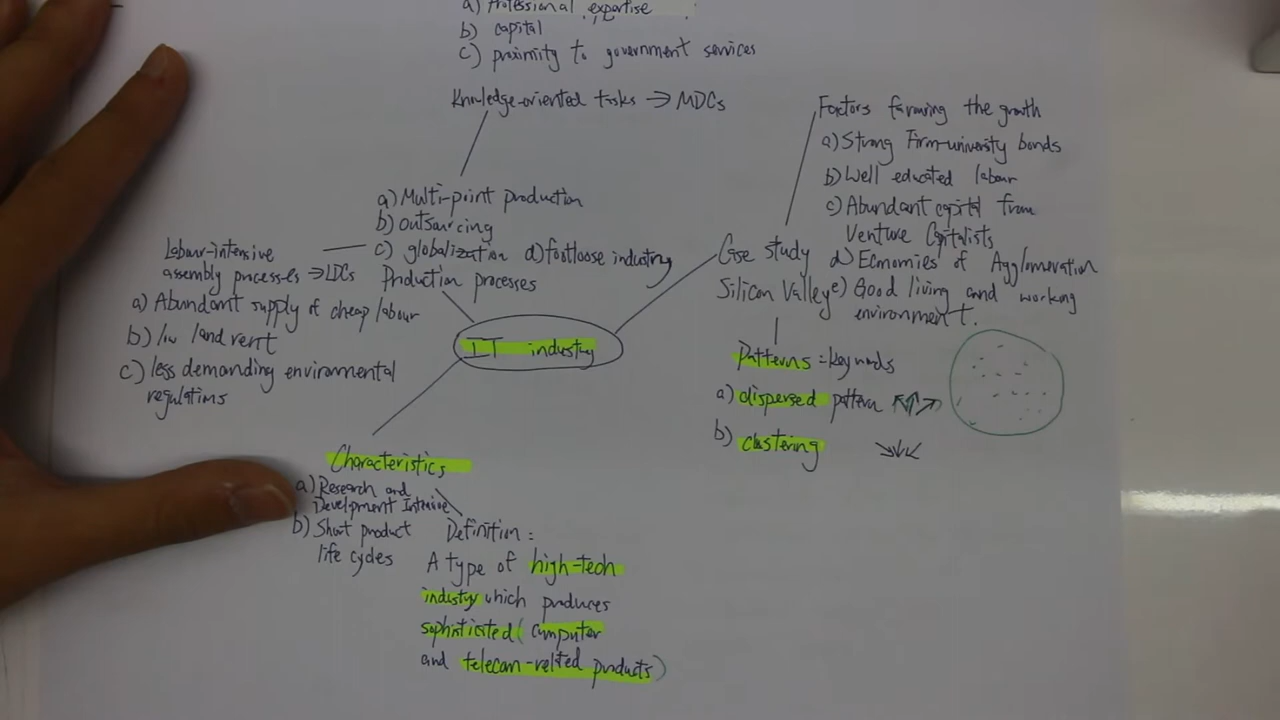 a) Professional expertise
b) capital
c) proximity to government services
Knowledge-oriented tasks → MDCs
a) Multi-point production
b) Outsourcing
c) globalization d) footloose industry
Production processes
Labour-intensive
assembly processes → LDCs
a) Abundant supply of cheap labour
b) low land rent
c) less demanding environmental
regulations
IT industry
Factors favouring the growth
a) Strong Firm-university bonds
b) Well educated labour
c) Abundant capital from
Venture Capitalists
d) Economies of Agglomeration
e) Good living and working
environment.
Case study
Silicon Valley
Patterns = keywords
a) dispersed pattern
b) clustering
Characteristics
a) Research and
Development Intensive
b) Short product
life cycles
Definition:
A type of high-tech
industry which produces
sophisticated (computer
and telecom-related products)